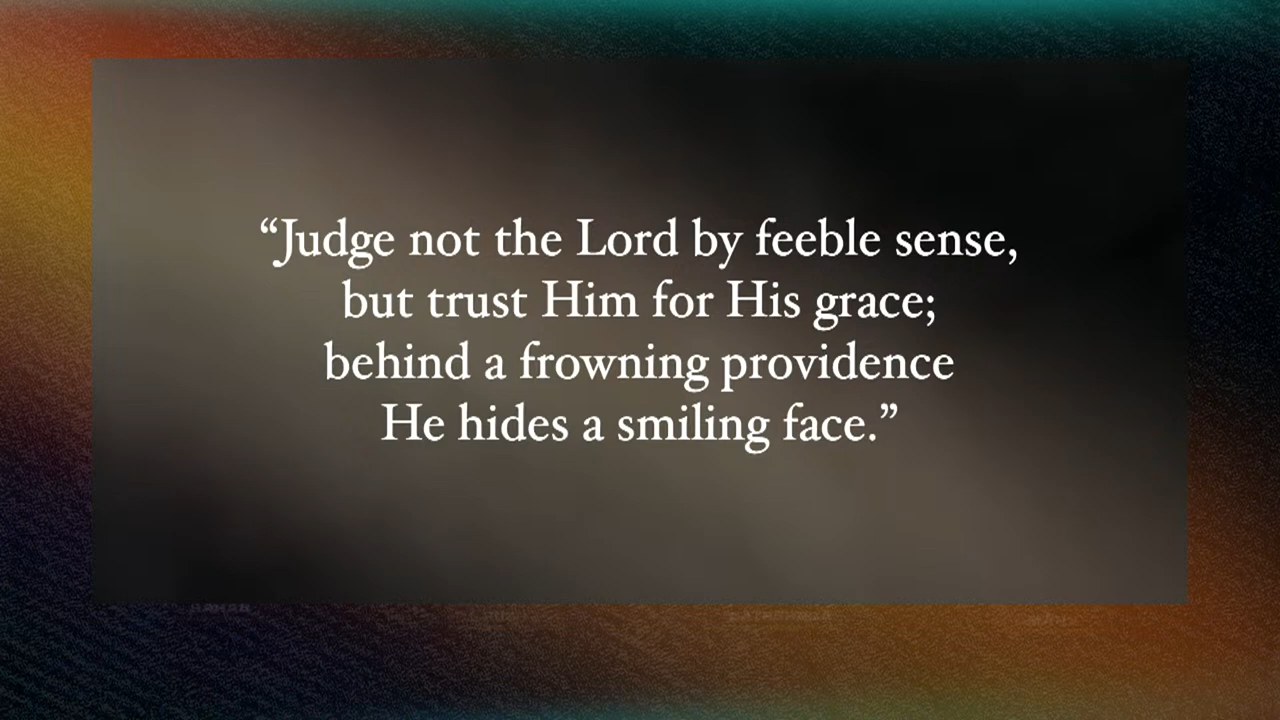 “Judge not the Lord by feeble sense,
but trust Him for His grace;
behind a frowning providence
He hides a smiling face.”